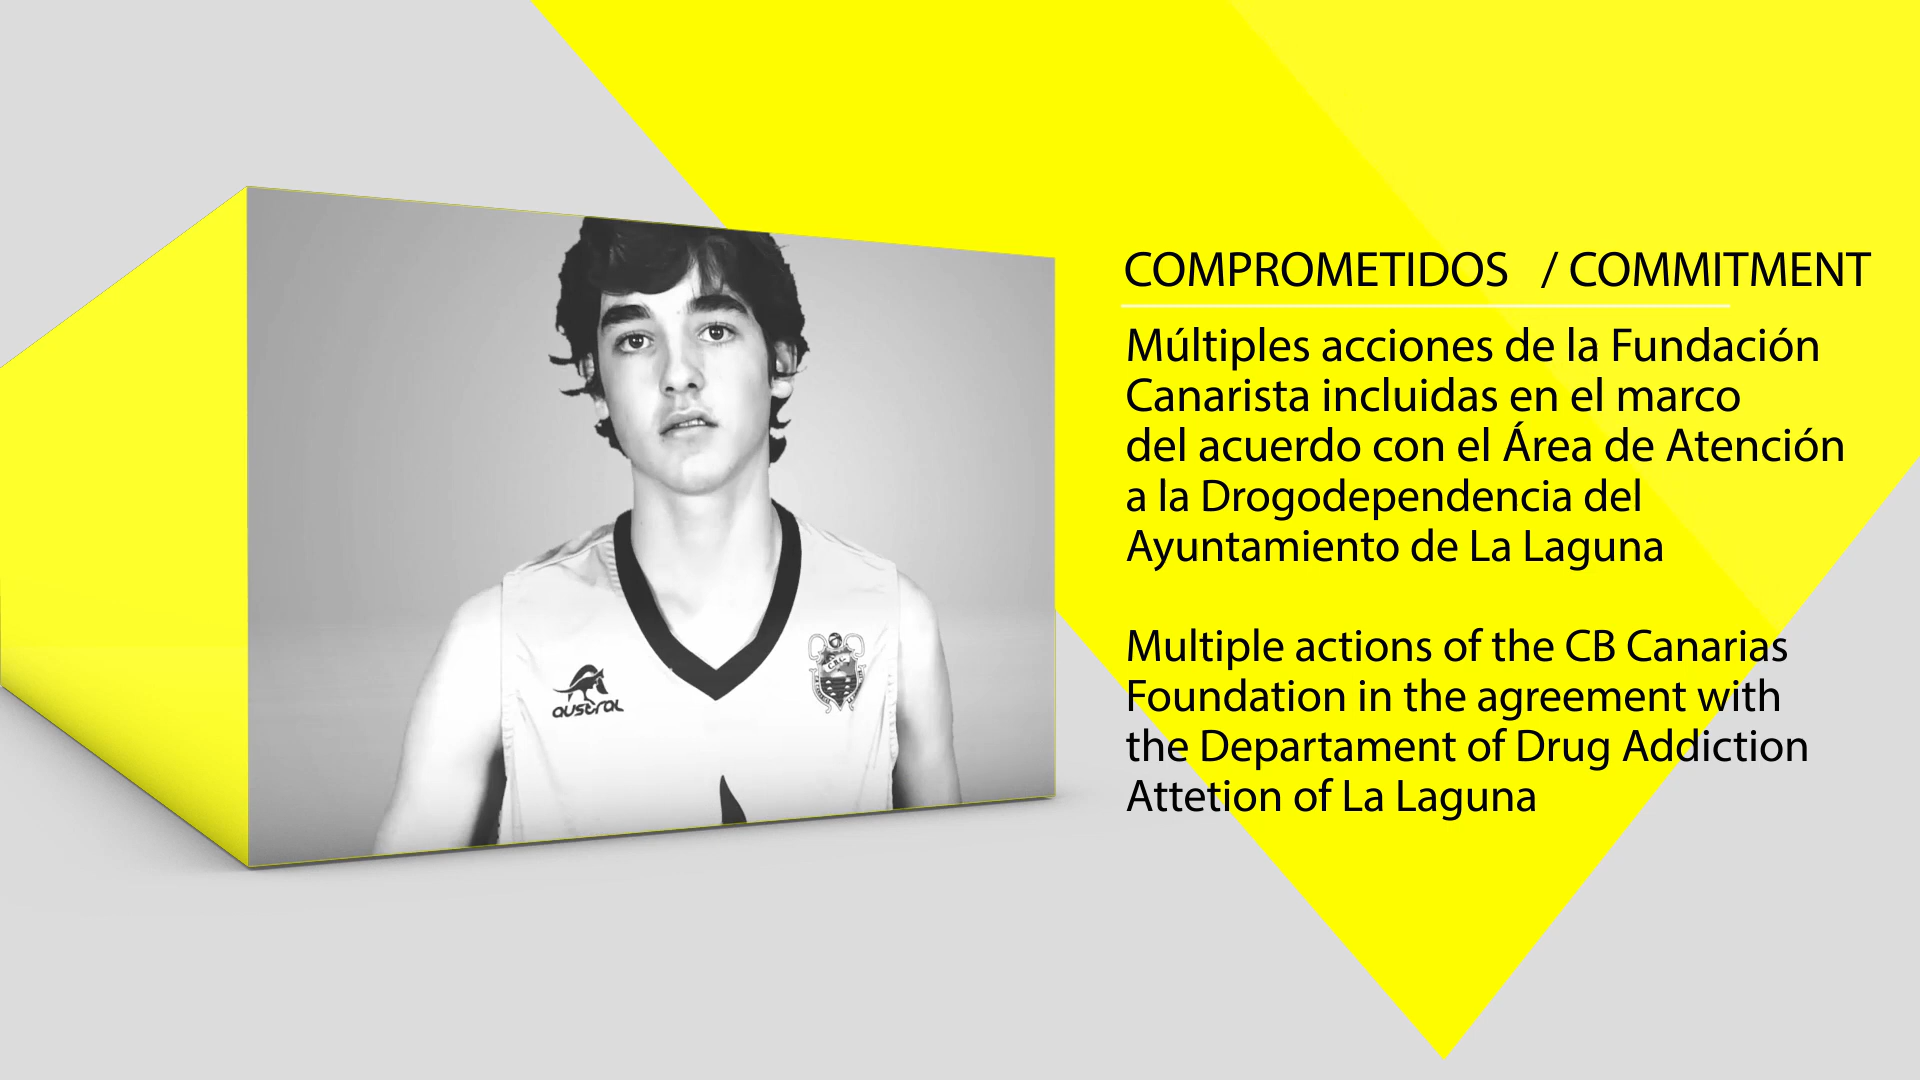 COMPROMETIDOS / COMMITMENT
Múltiples acciones de la Fundación
Canarista incluidas en el marco
del acuerdo con el Área de Atención
a la Drogodependencia del
Ayuntamiento de La Laguna
Multiple actions of the CB Canarias
Foundation in the agreement with
the Departament of Drug Addiction
Attetion of La Laguna
austral